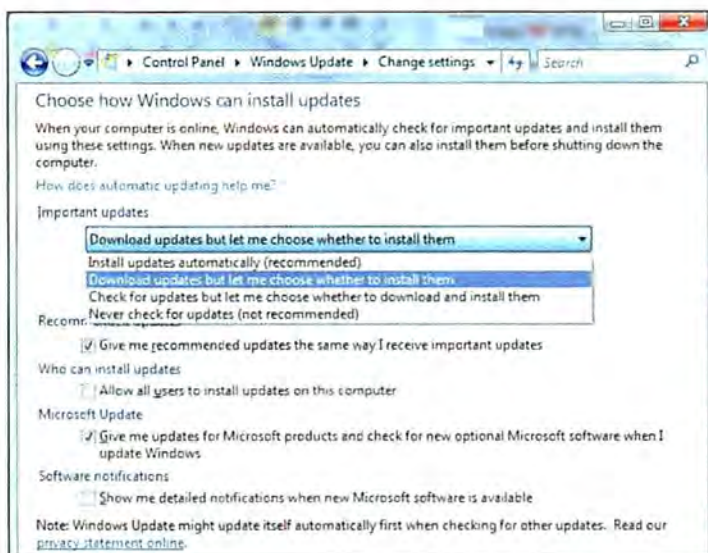 Control Panel ▸ Windows Update ▸ Change settings
Search
Choose how Windows can install updates
When your computer is online, Windows can automatically check for important updates and install them
using these settings. When new updates are available, you can also install them before shutting down the
computer.
How does automatic updating help me?
Important updates
Download updates but let me choose whether to install them
Install updates automatically (recommended)
Download updates but let me choose whether to install them
Check for updates but let me choose whether to download and install them
Never check for updates (not recommended)
Give me recommended updates the same way I receive important updates
Who can install updates
Allow all users to install updates on this computer
Microsoft Update
Give me updates for Microsoft products and check for new optional Microsoft software when I
update Windows
Software notifications
Show me detailed notifications when new Microsoft software is available
Note: Windows Update might update itself automatically first when checking for other updates. Read our
privacy statement online.